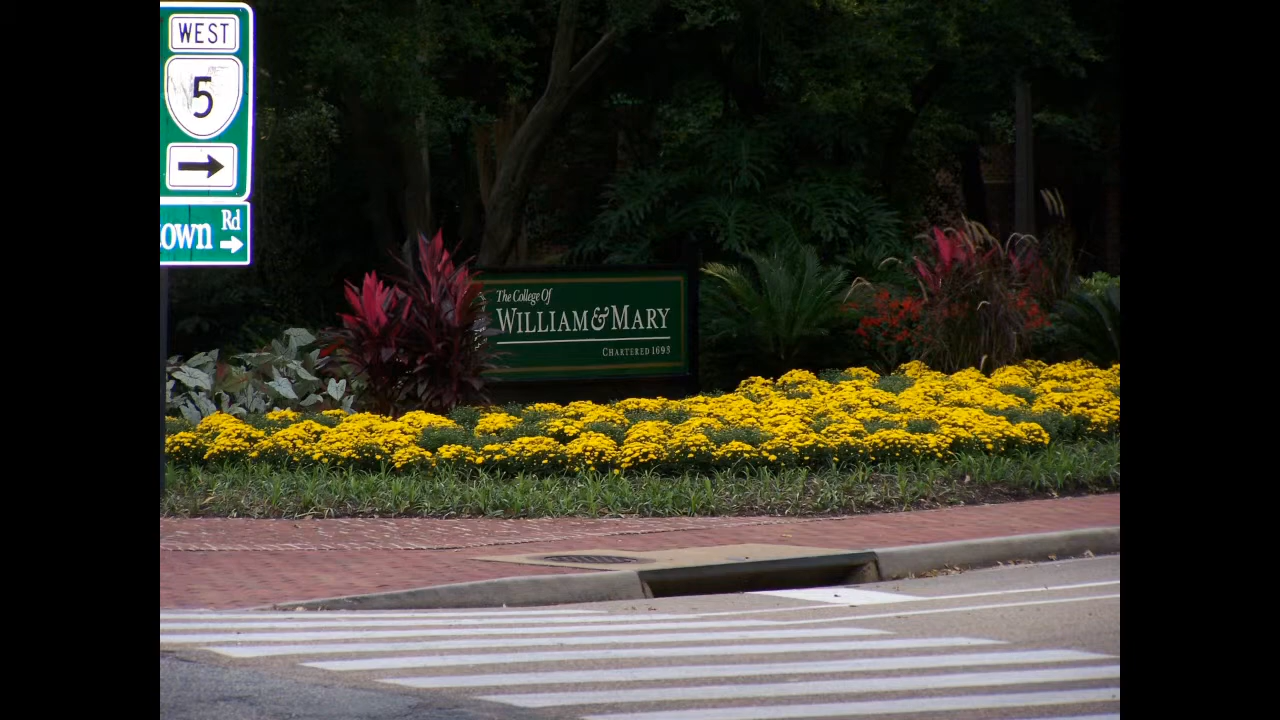 WEST
5
Rd
own
The College Of
WILLIAM & MARY
CHARTERED 1693